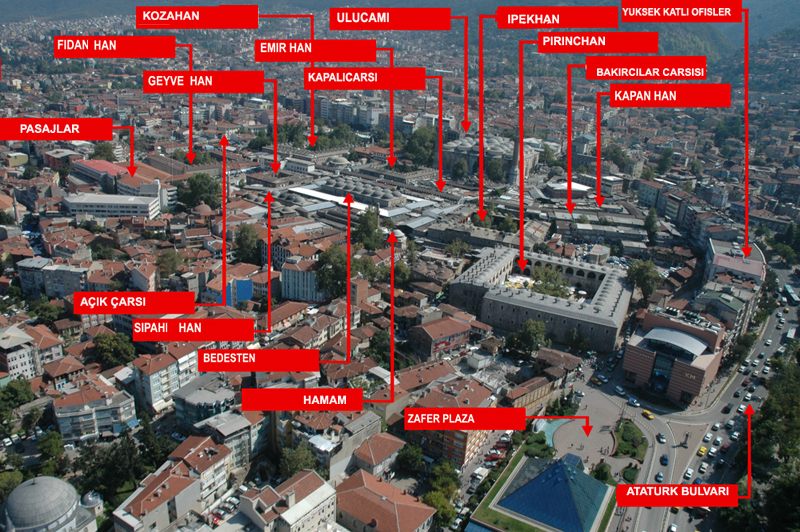 KOZAHAN
ULUCAMI
IPEKHAN
YUKSEK KATLI OFISLER
FIDAN HAN
EMIR HAN
PIRINCHAN
GEYVE HAN
KAPALICARSI
BAKIRCILAR CARSISI
KAPAN HAN
PASAJLAR
AÇIK ÇARSI
SIPAHI HAN
BEDESTEN
HAMAM
ZAFER PLAZA
ATATURK BULVARI